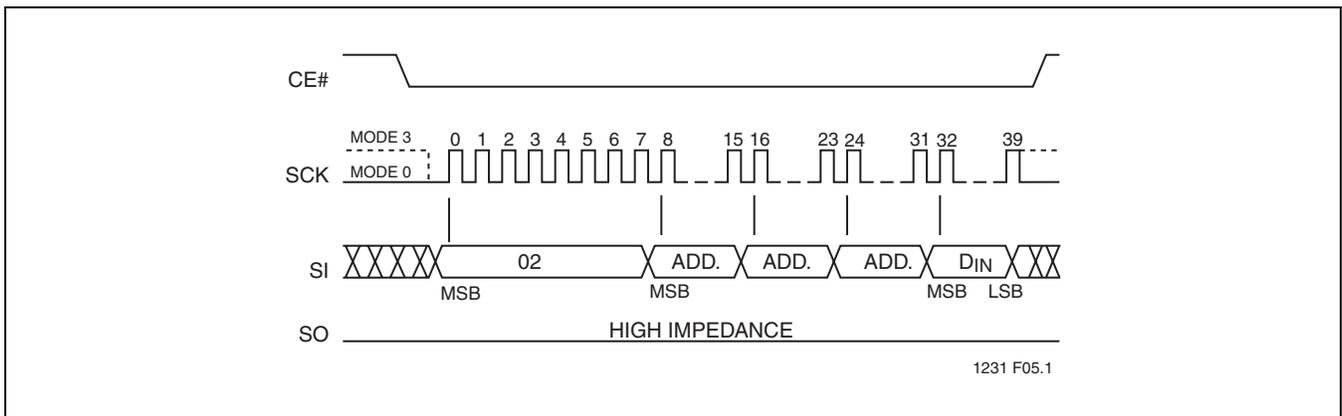 CE#
MODE 3
0 1 2 3 4 5 6 7 8 15 16 23 24 31 32 39
SCK MODE 0
SI 02 ADD. ADD. ADD. DIN
MSB MSB MSB LSB
SO HIGH IMPEDANCE
1231 F05.1